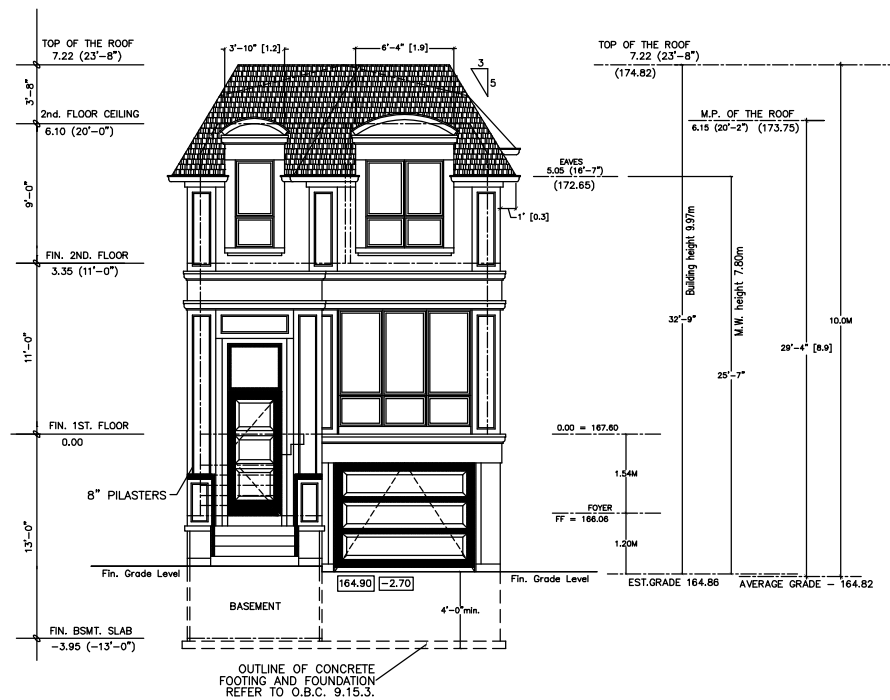 TOP OF THE ROOF
7.22 (23'-8")
3'-8"
2nd. FLOOR CEILING
6.10 (20'-0")
9'-0"
FIN. 2ND. FLOOR
3.35 (11'-0")
11'-0"
FIN. 1ST. FLOOR
0.00
8" PILASTERS
13'-0"
Fin. Grade Level
FIN. BSMT. SLAB
-3.95 (-13'-0")
3'-10" [1.2]
6'-4" [1.9]
3
5
EAVES
5.05 (16'-7")
(172.65)
1' [0.3]
BASEMENT
164.90
-2.70
4'-0"min.
Fin. Grade Level
OUTLINE OF CONCRETE
FOOTING AND FOUNDATION
REFER TO O.B.C. 9.15.3.
TOP OF THE ROOF
7.22 (23'-8")
(174.82)
M.P. OF THE ROOF
6.15 (20'-2") (173.75)
Building height 9.97m
32'-9"
M.W. height 7.80m
25'-7"
29'-4" [8.9]
10.0M
0.00 = 167.60
1.54M
FOYER
FF = 166.06
1.20M
EST.GRADE 164.86
AVERAGE GRADE - 164.82